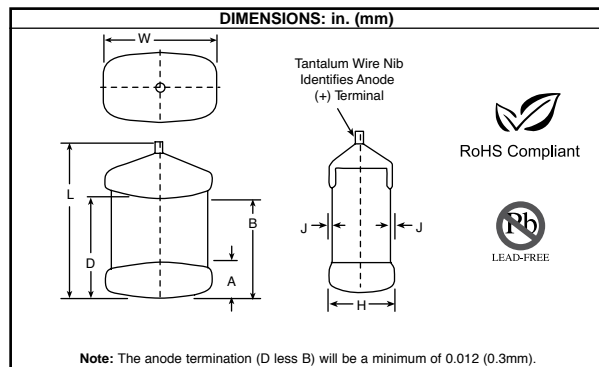 DIMENSIONS: in. (mm)
W
Tantalum Wire Nib
Identifies Anode
(+) Terminal
RoHS Compliant
L
D
B
A
J
J
H
Pb
LEAD-FREE
Note: The anode termination (D less B) will be a minimum of 0.012 (0.3mm).